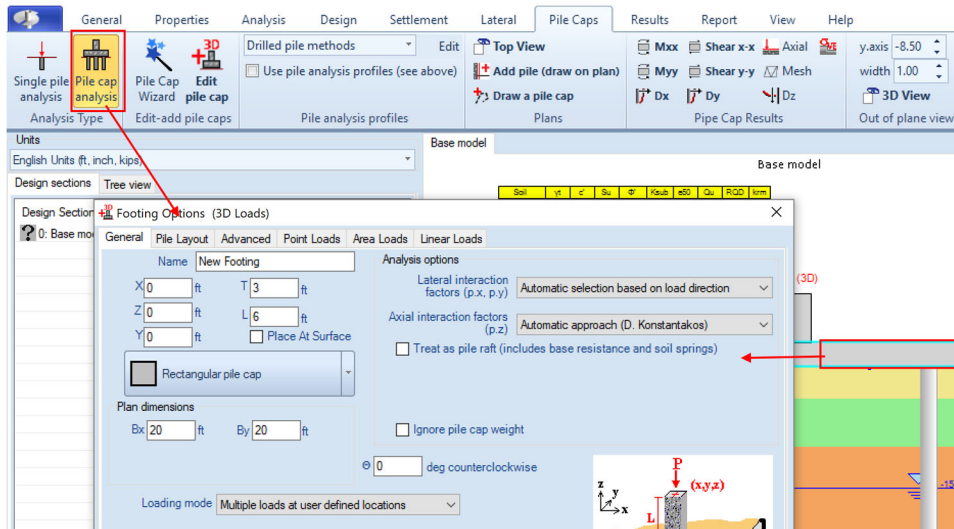 General Properties Analysis Design Settlement Lateral Pile Caps Results Report View Help
Single pile analysis
Pile cap analysis
Analysis Type
Pile Cap Wizard
3D
Edit pile cap
Edit-add pile caps
Drilled pile methods Edit
Use pile analysis profiles (see above)
Pile analysis profiles
Top View
Add pile (draw on plan)
Draw a pile cap
Plans
Mxx Shear x-x Axial
Myy Shear y-y Mesh
Dx Dy Dz
Pipe Cap Results
y.axis -8.50
width 1.00
3D View
Out of plane view
Units
English Units (ft, inch, kips)
Design sections Tree view
Design Section
0: Base mo
Base model
Base model
Soil γt c' Su Φ' Ksub e50 Qu RQD krm
+3D Footing Options (3D Loads)
General Pile Layout Advanced Point Loads Area Loads Linear Loads
Name New Footing
X 0 ft T 3 ft
Z 0 ft L 6 ft
Y 0 ft Place At Surface
Rectangular pile cap
Plan dimensions
Bx 20 ft By 20 ft
Θ 0 deg counterclockwise
Loading mode Multiple loads at user defined locations
Analysis options
Lateral interaction factors (p.x, p.y) Automatic selection based on load direction
Axial interaction factors (p.z) Automatic approach (D. Konstantakos)
Treat as pile raft (includes base resistance and soil springs)
Ignore pile cap weight
P
(x,y,z)
z
y
x
L
(3D)
-15